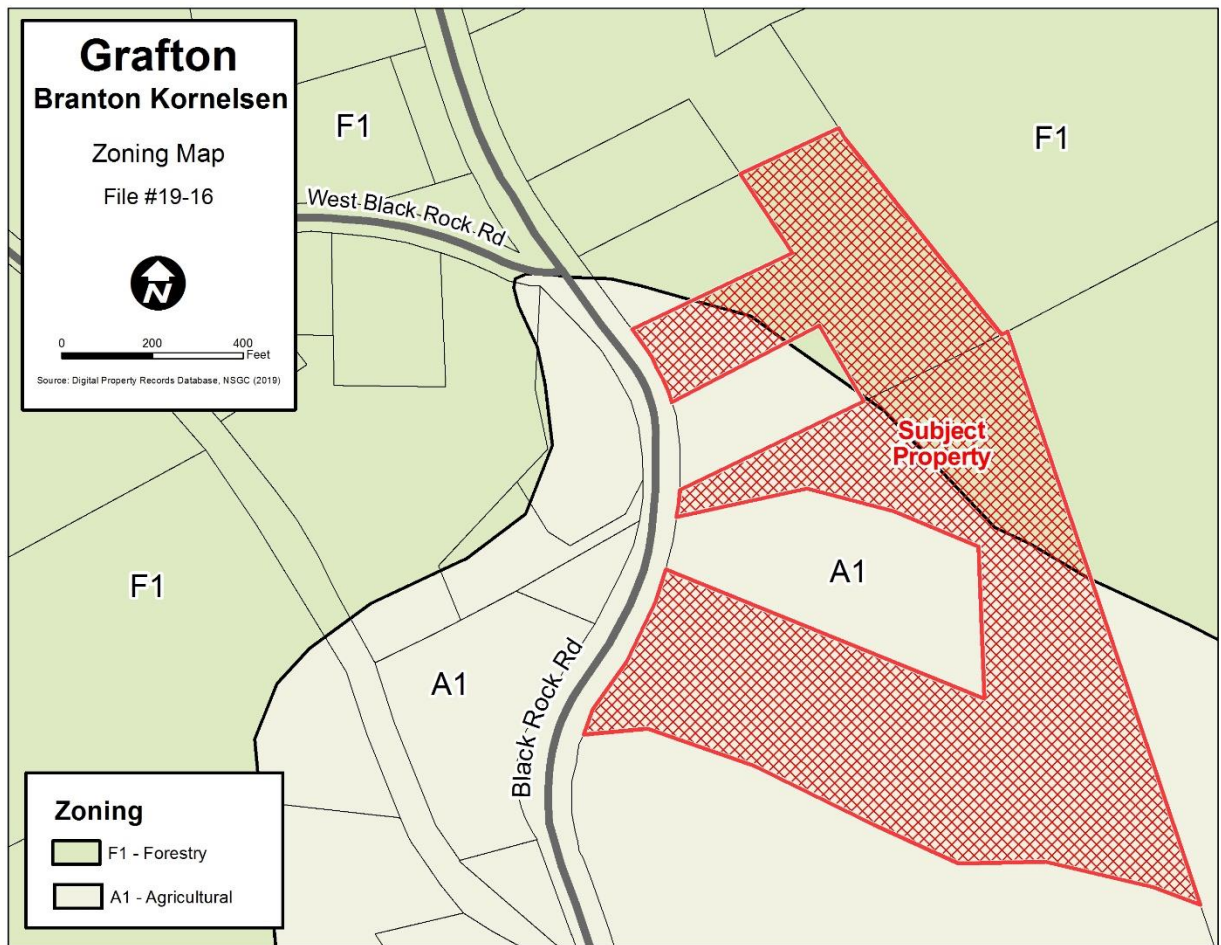 Grafton
Branton Kornelsen
Zoning Map
File #19-16
N
0 200 400
Feet
Source: Digital Property Records Database, NSGC (2019)
F1
F1
West Black Rock Rd
Subject
Property
A1
F1
A1
Black Rock Rd
Zoning
F1 - Forestry
A1 - Agricultural